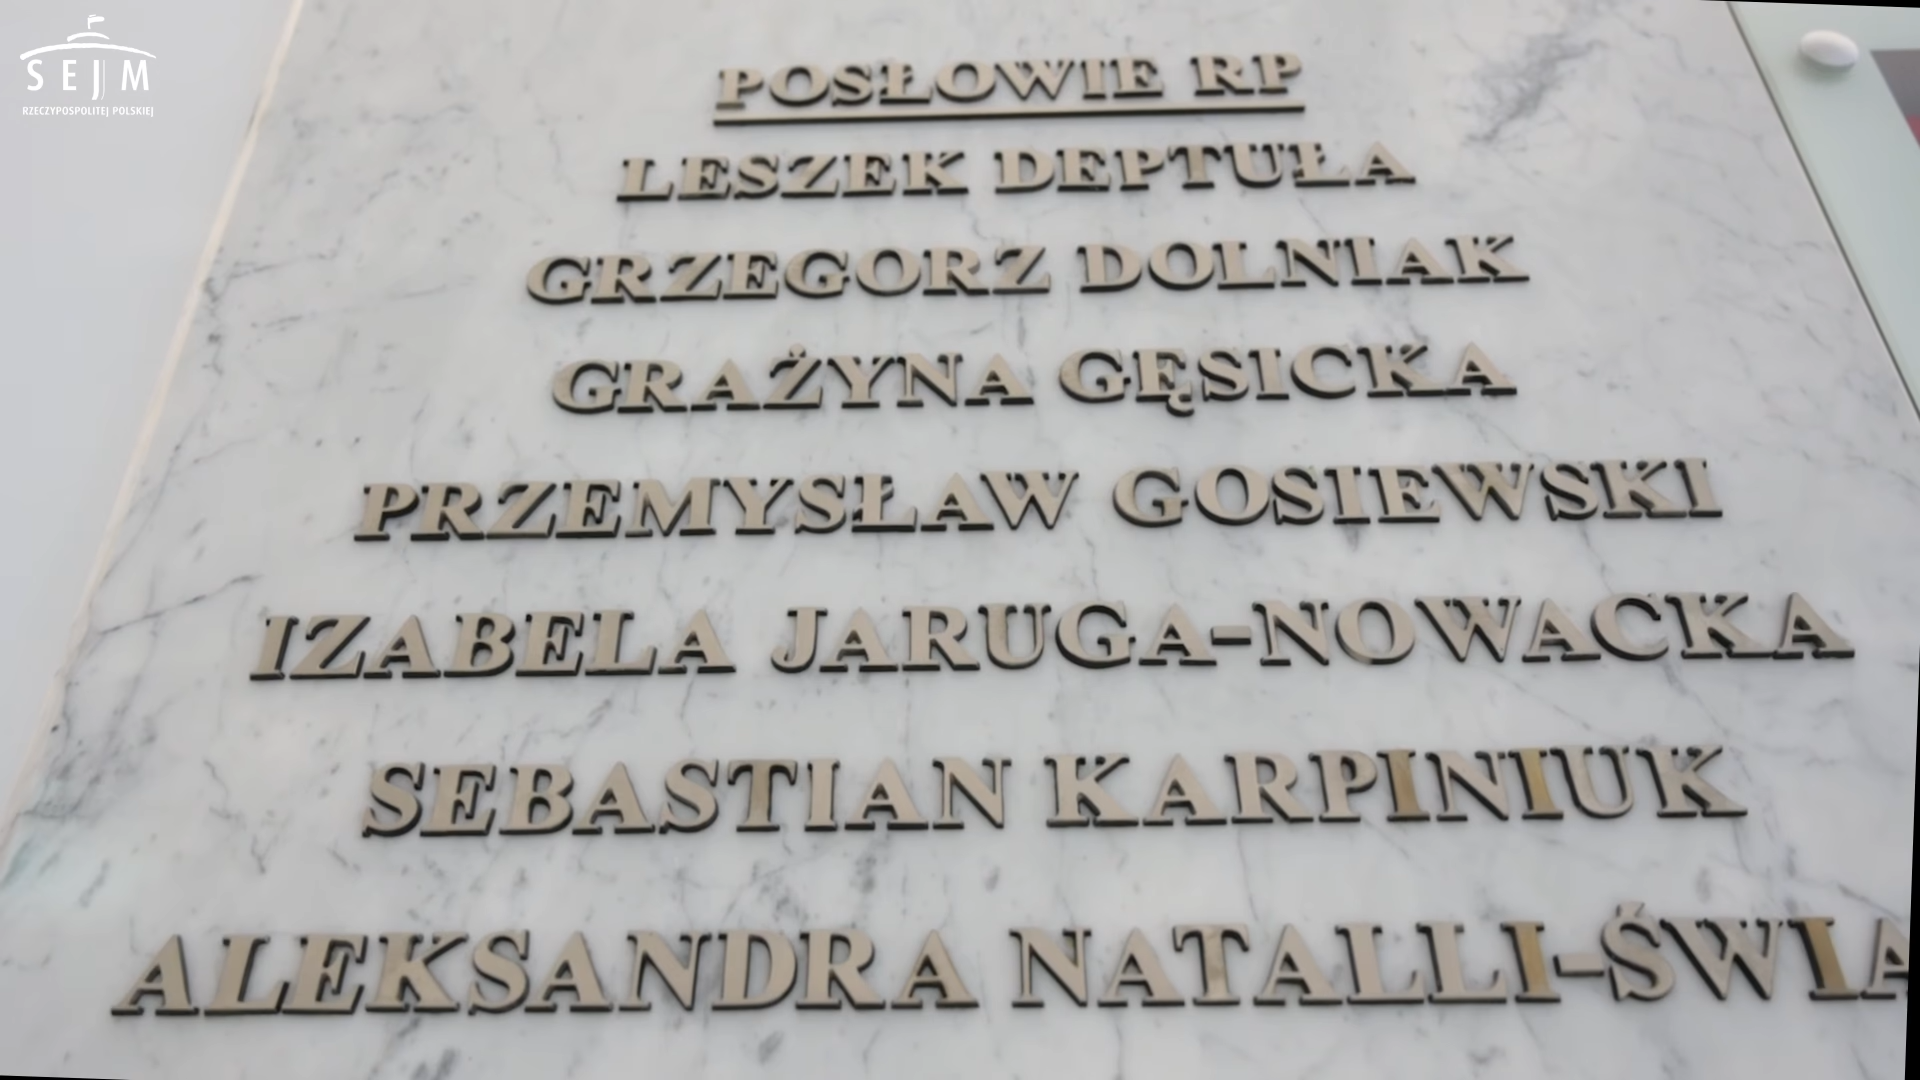 SEJM
RZECZYPOSPOLITEJ POLSKIEJ
POSŁOWIE RP
LESZEK DEPTUŁA
GRZEGORZ DOLNIAK
GRAŻYNA GĘSICKA
PRZEMYSŁAW GOSIEWSKI
IZABELA JARUGA-NOWACKA
SEBASTIAN KARPINIUK
ALEKSANDRA NATALLI-ŚWIA